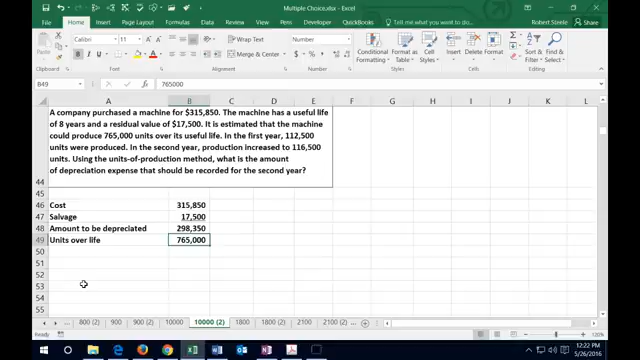 Multiple Choice.xlsx - Excel
Robert Steele
File Home Insert Page Layout Formulas Data Review View Pen Developer QuickBooks Tell me what you want to do... Share
Calibri 11 Wrap Text
Merge & Center
Conditional Formatting Format as Table Cell Styles Insert Delete Format Sort & Filter Find & Select
Clipboard Font Alignment Number Styles Cells Editing
B49 765000
A B C D E F G H I J K L
A company purchased a machine for $315,850. The machine has a useful life
of 8 years and a residual value of $17,500. It is estimated that the machine
could produce 765,000 units over its useful life. In the first year, 112,500
units were produced. In the second year, production increased to 116,500
units. Using the units-of-production method, what is the amount
of depreciation expense that should be recorded for the second year?
44
45
46 Cost 315,850
47 Salvage 17,500
48 Amount to be depreciated 298,350
49 Units over life 765,000
50
51
52
53
54
55
800 (2) 900 900 (2) 10000 10000 (2) 1800 1800 (2) 2100 2100 (2)
12:22 PM
5/26/2016